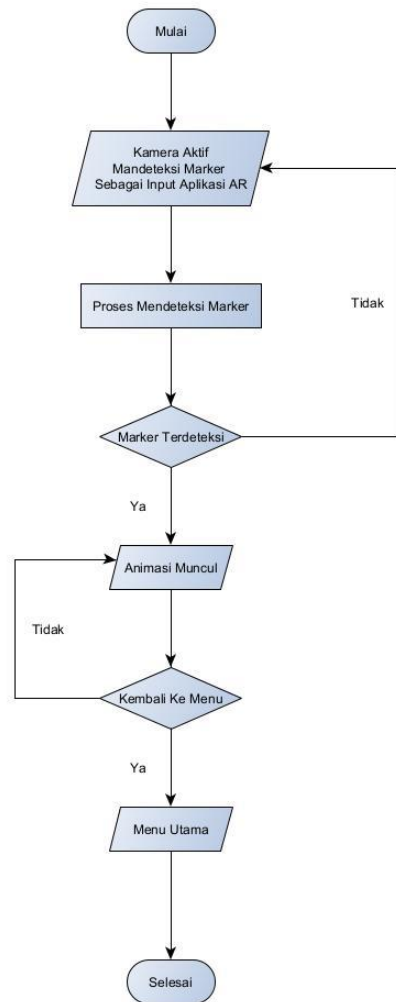 Mulai
Kamera Aktif
Mandeteksi Marker
Sebagai Input Aplikasi AR
Proses Mendeteksi Marker
Tidak
Marker Terdeteksi
Ya
Animasi Muncul
Tidak
Kembali Ke Menu
Ya
Menu Utama
Selesai